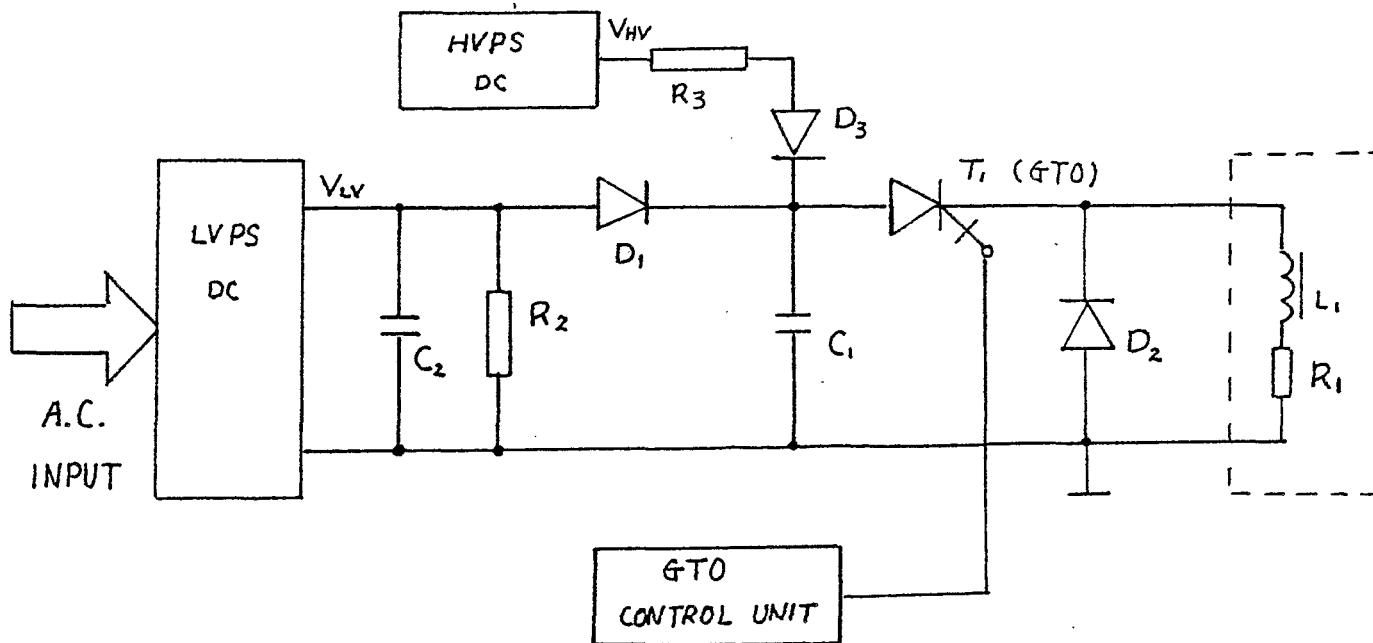 HVPS
DC
VHV
R3
D3
T1 (GTO)
VLV
LVPS
DC
D1
R2
C2
C1
D2
L1
R1
A.C.
INPUT
GTO
CONTROL UNIT